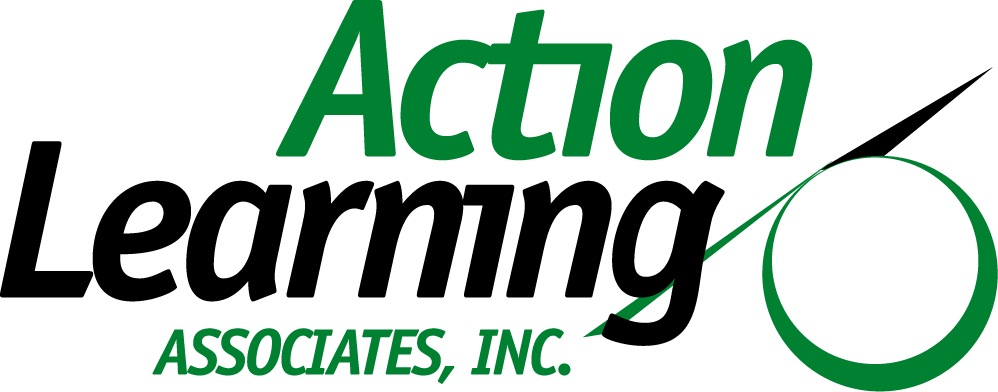 Action
Learning
ASSOCIATES, INC.